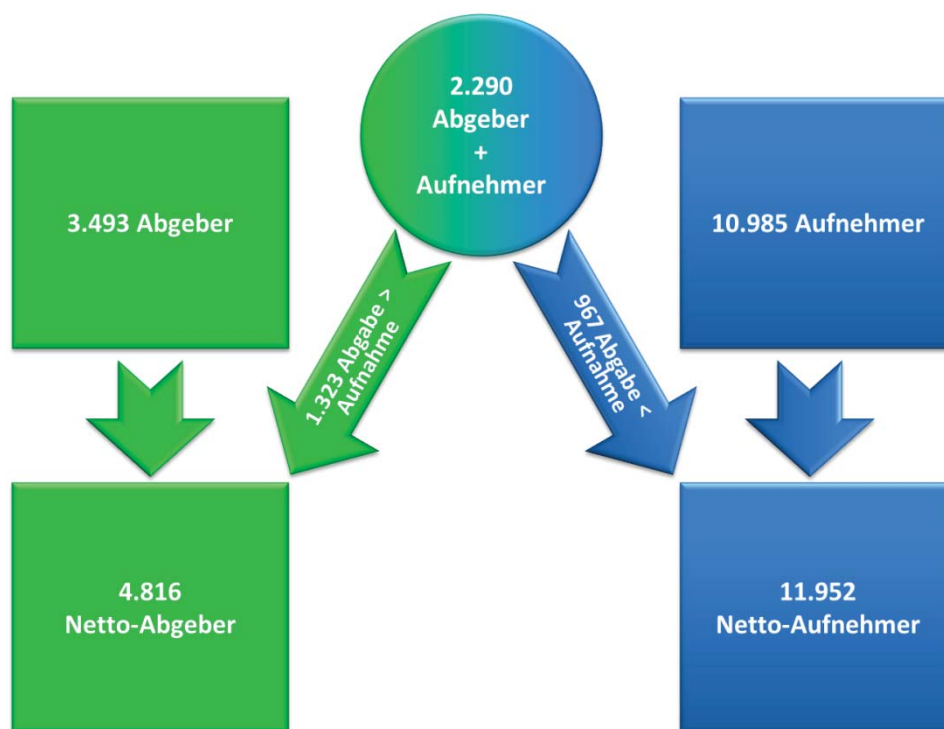 2.290
Abgeber
+
Aufnehmer
3.493 Abgeber
10.985 Aufnehmer
1.323 Abgabe >
Aufnahme
967 Abgabe <
Aufnahme
4.816
Netto-Abgeber
11.952
Netto-Aufnehmer